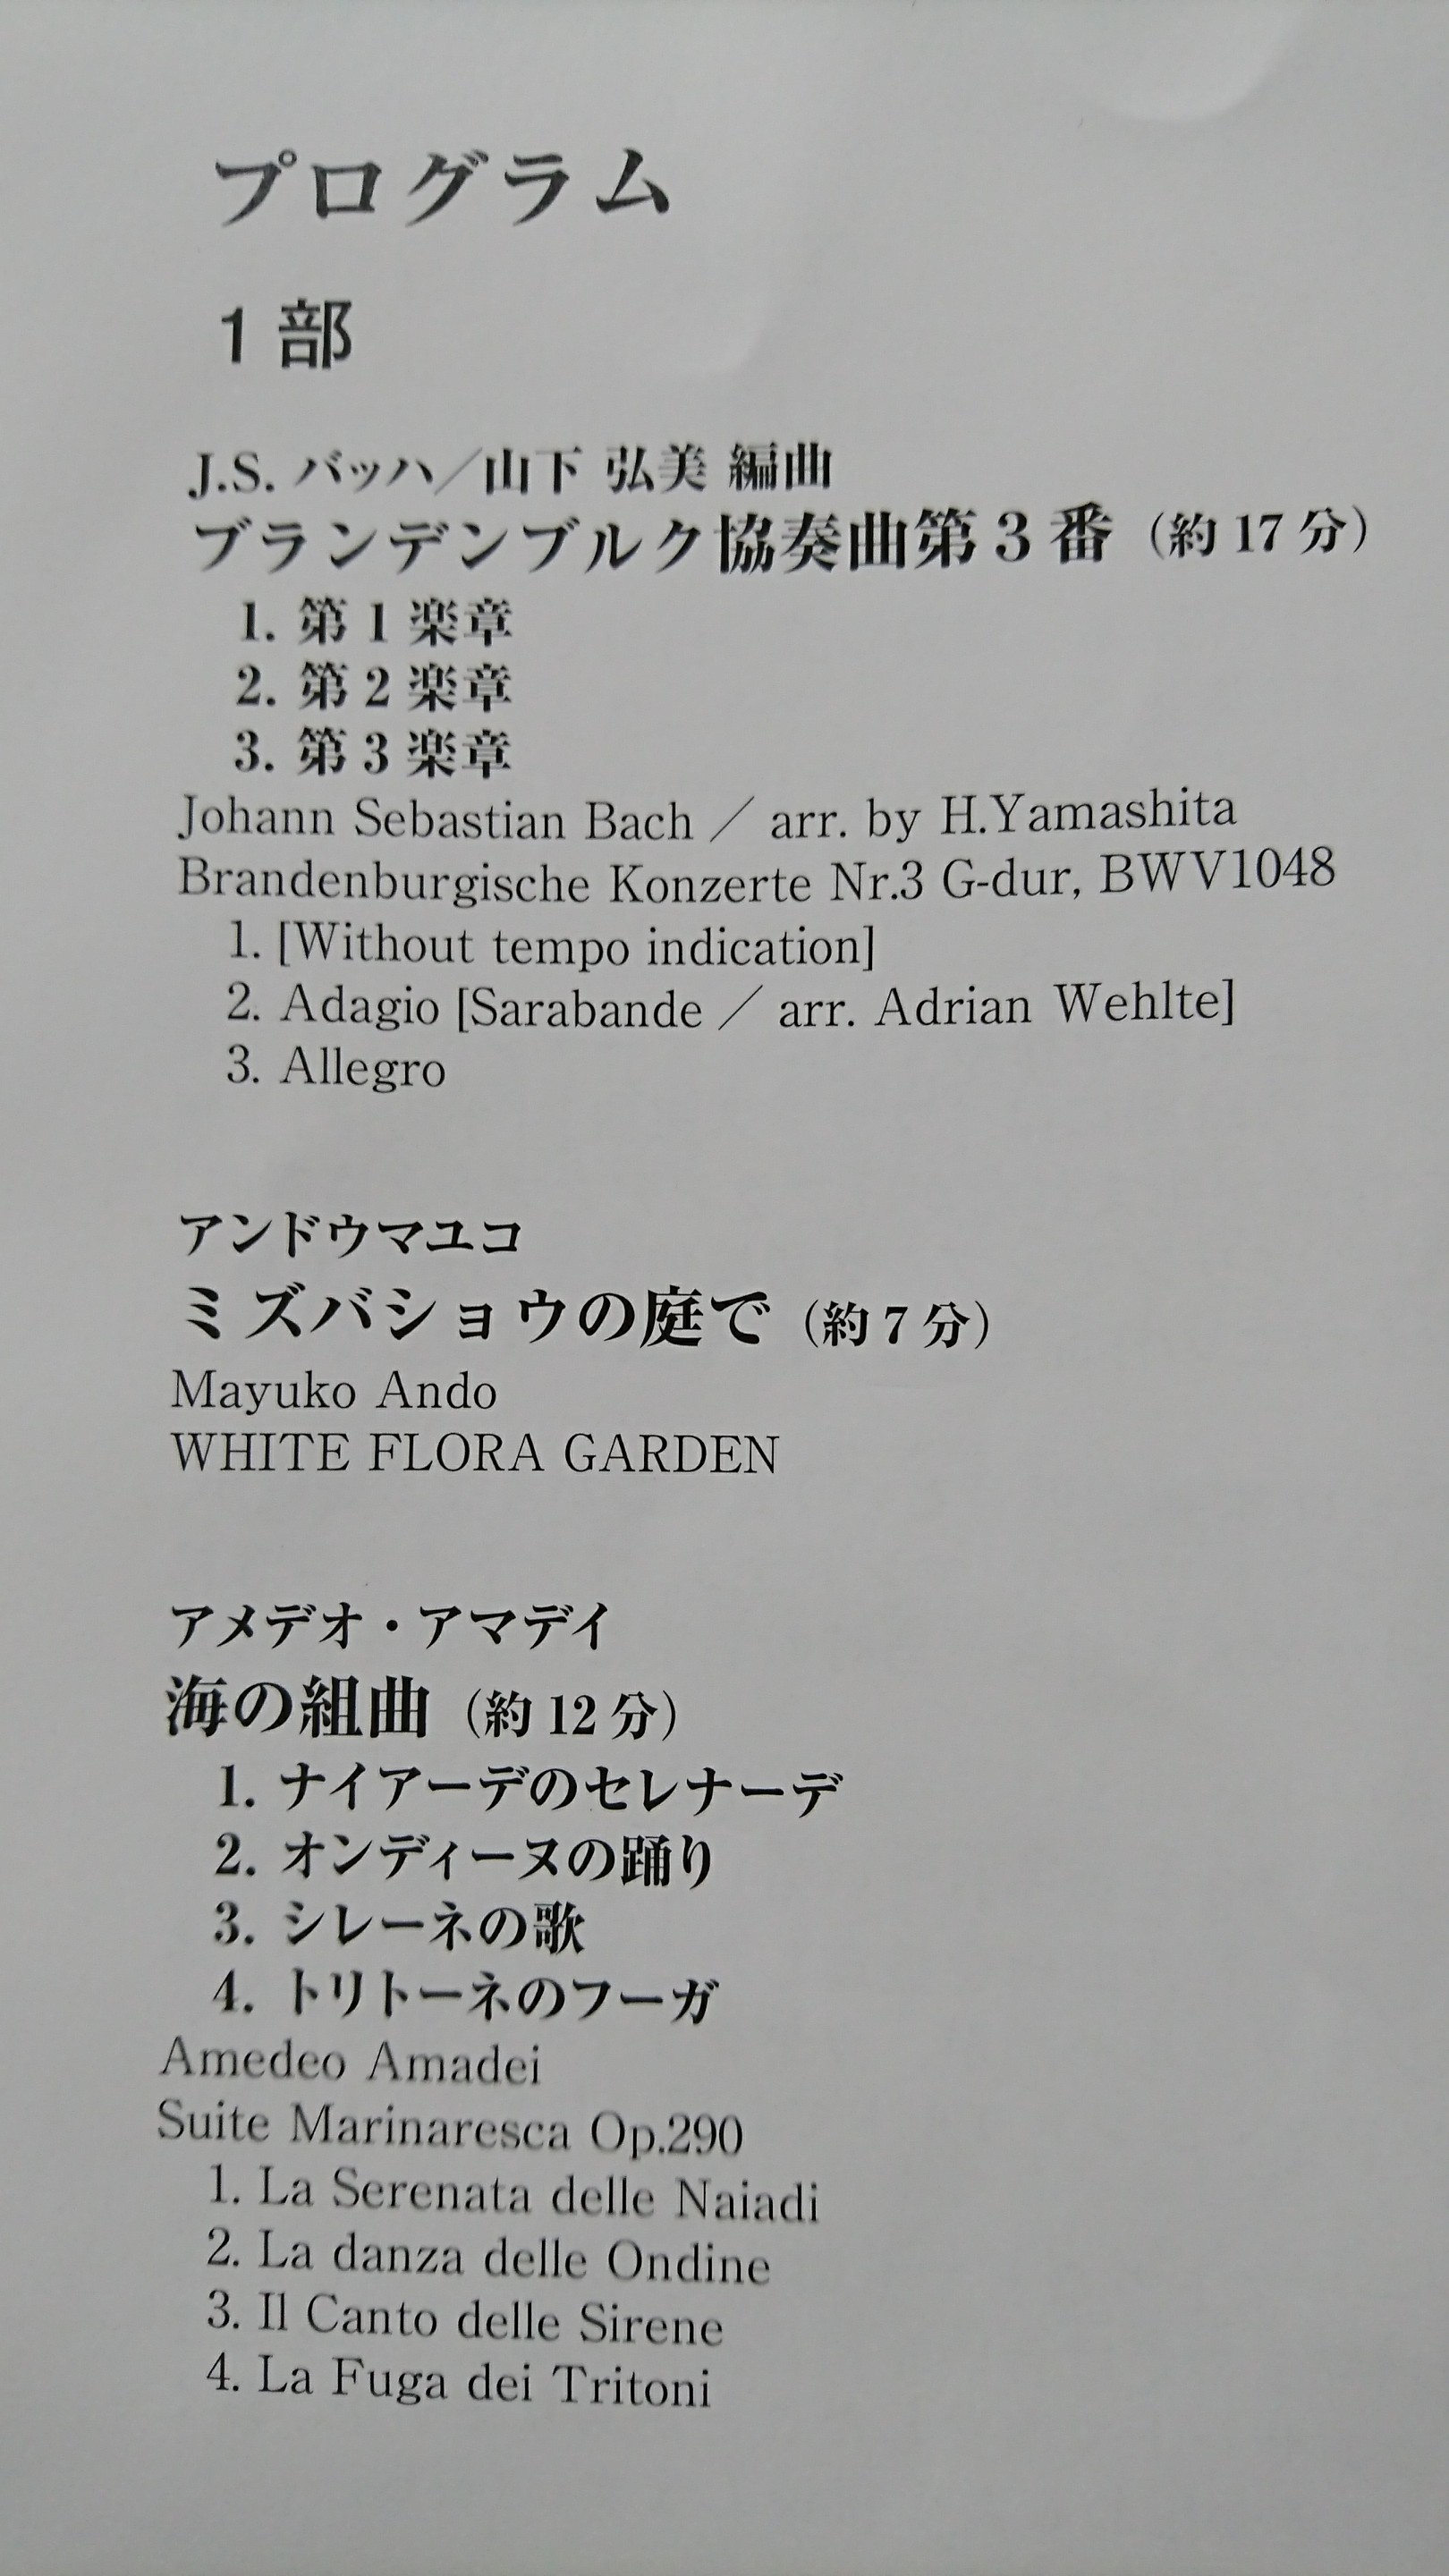 プログラム
1部
J.S. バッハ／山下 弘美 編曲
ブランデンブルク協奏曲第3番（約17分）
1. 第1楽章
2. 第2楽章
3. 第3楽章
Johann Sebastian Bach ／ arr. by H.Yamashita
Brandenburgische Konzerte Nr.3 G-dur, BWV1048
1. [Without tempo indication]
2. Adagio [Sarabande ／ arr. Adrian Wehlte]
3. Allegro
アンドウマユコ
ミズバショウの庭で（約7分）
Mayuko Ando
WHITE FLORA GARDEN
アメデオ・アマデイ
海の組曲（約12分）
1. ナイアーデのセレナーデ
2. オンディーヌの踊り
3. シレーネの歌
4. トリトーネのフーガ
Amedeo Amadei
Suite Marinaresca Op.290
1. La Serenata delle Naiadi
2. La danza delle Ondine
3. Il Canto delle Sirene
4. La Fuga dei Tritoni